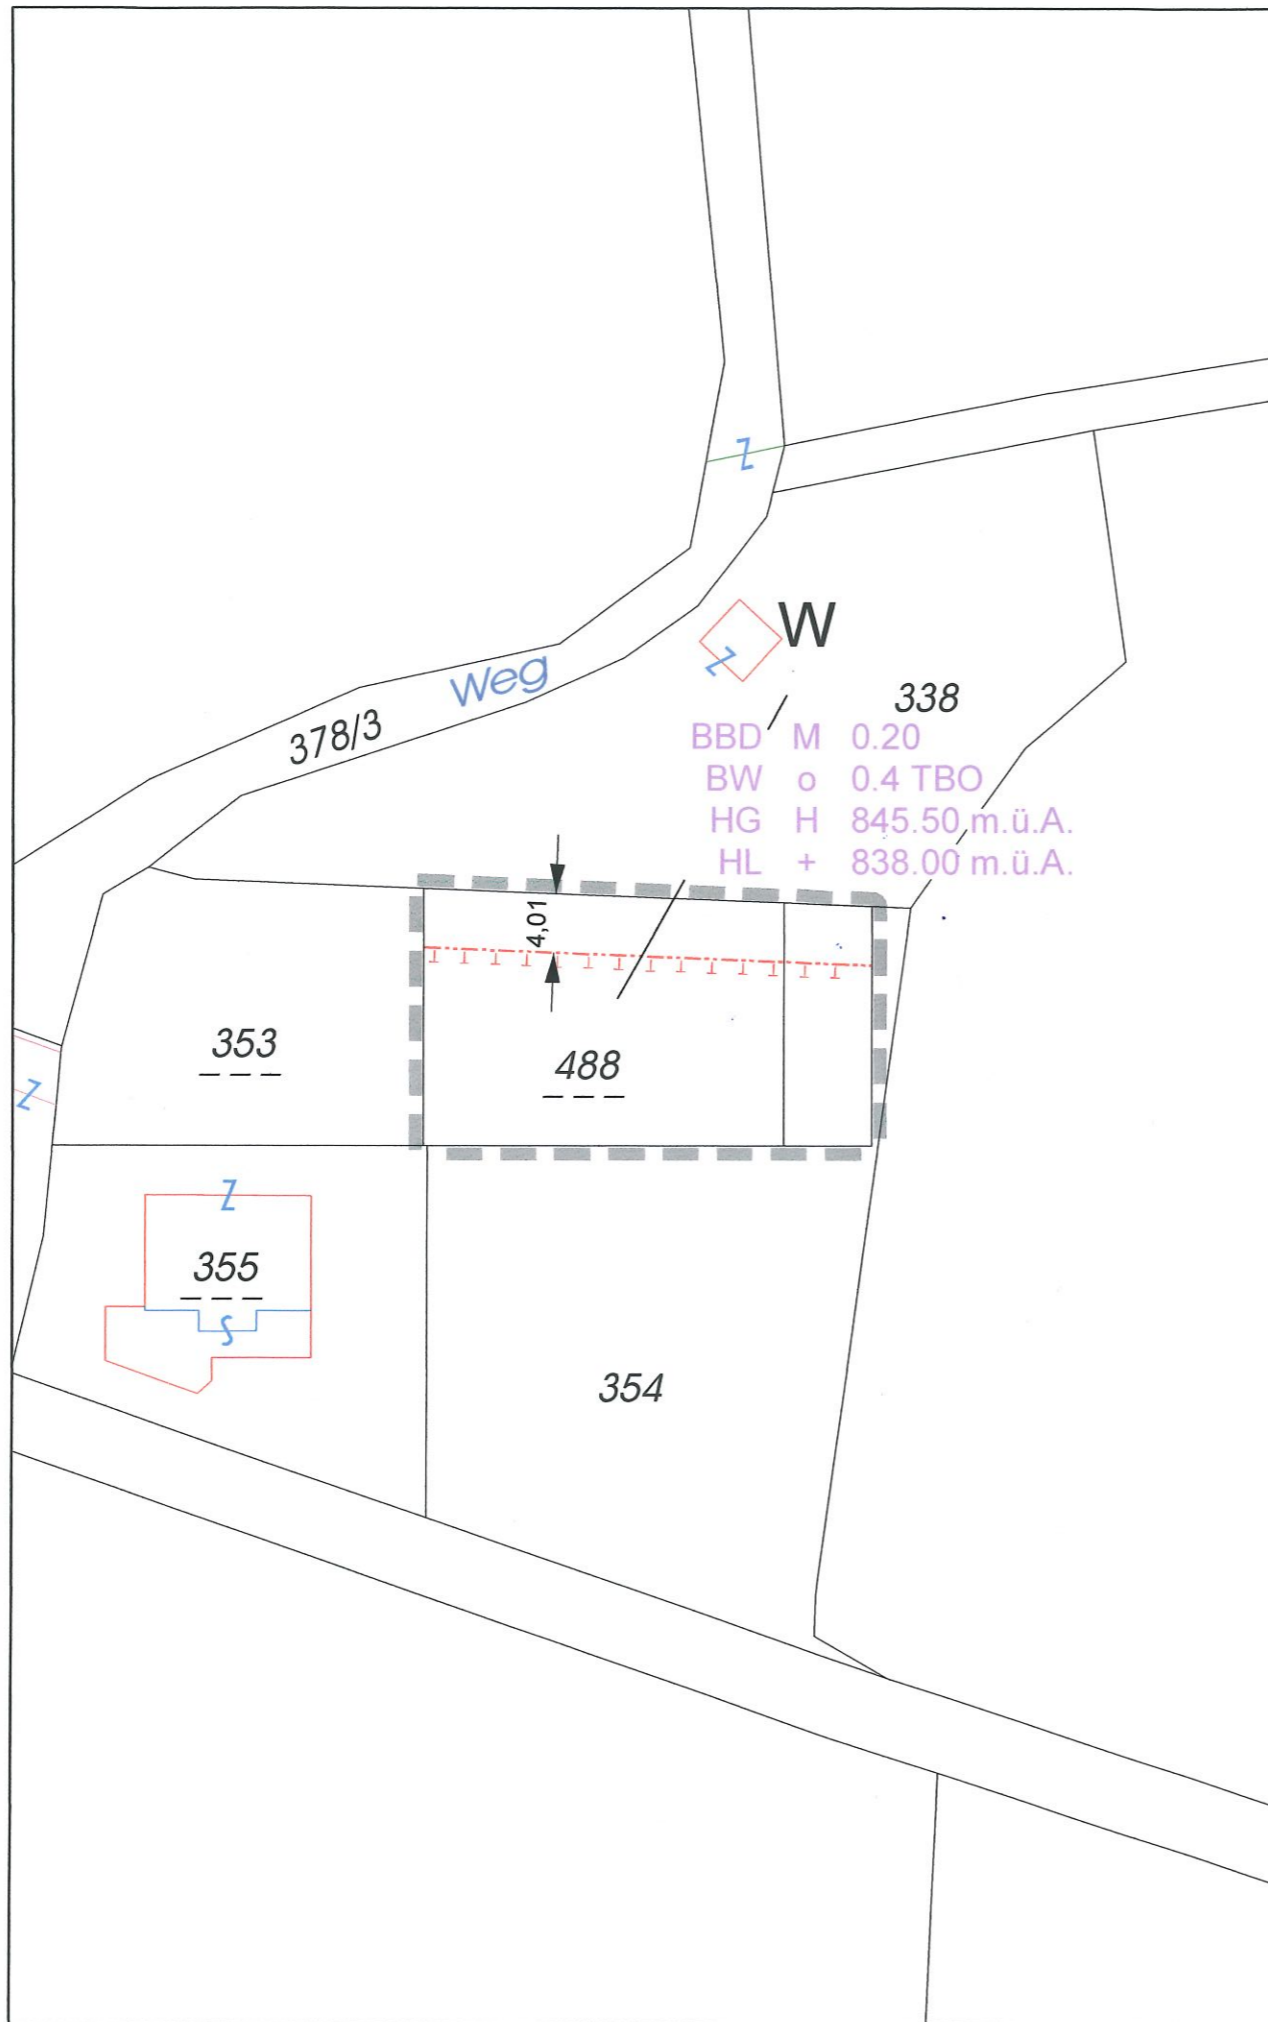 Z
W
Z
Weg
338
378/3
BBD M 0.20
BW o 0.4 TBO
HG H 845.50 m.ü.A.
HL + 838.00 m.ü.A.
4,01
353
488
Z
Z
355
S
354